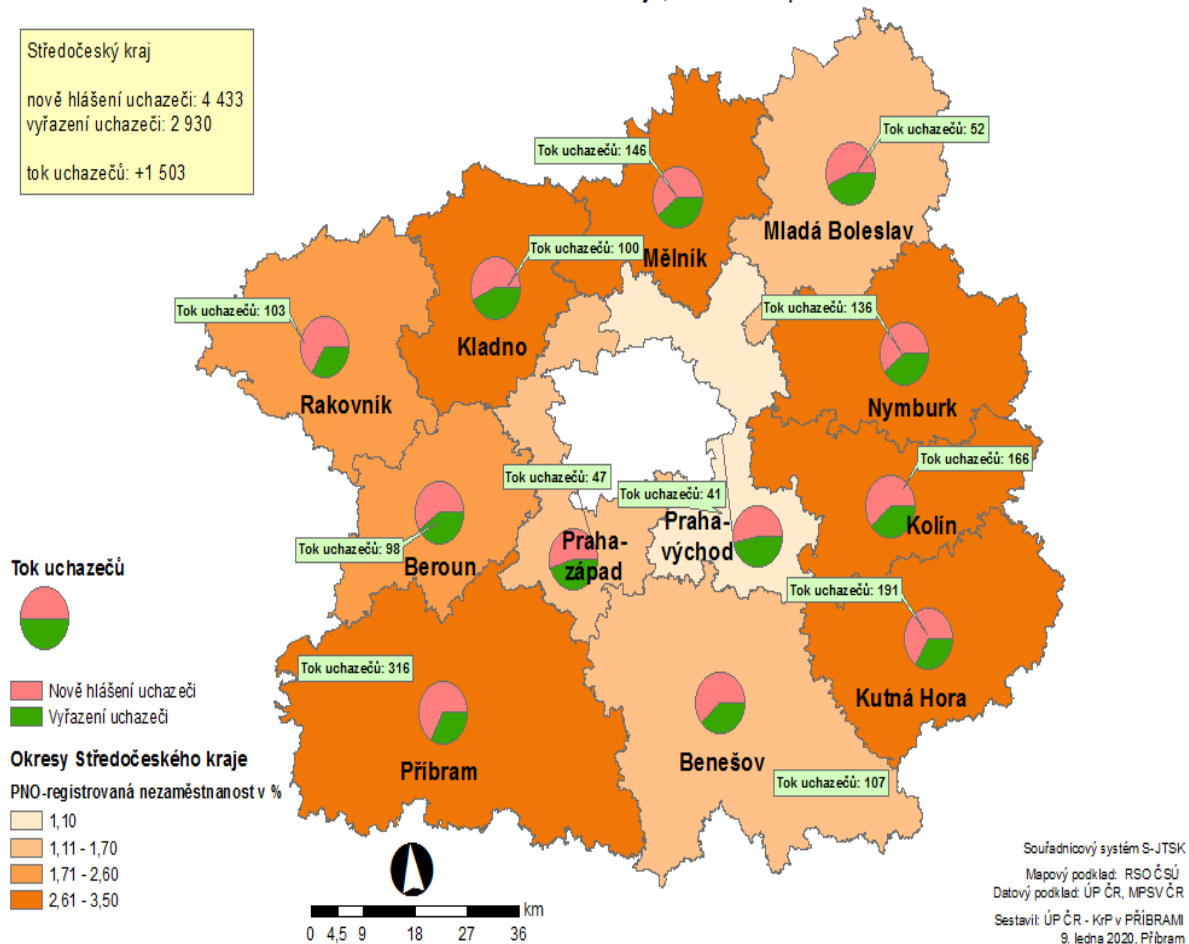 Středočeský kraj
nově hlášení uchazeči: 4 433
vyřazení uchazeči: 2 930
tok uchazečů: +1 503
Tok uchazečů: 52
Tok uchazečů: 146
Mladá Boleslav
Tok uchazečů: 100
Mělník
Tok uchazečů: 103
Tok uchazečů: 136
Kladno
Rakovník
Nymburk
Tok uchazečů: 166
Tok uchazečů: 47
Tok uchazečů: 41
Kolín
Praha-
východ
Praha-
západ
Tok uchazečů: 98
Beroun
Tok uchazečů: 191
Kutná Hora
Tok uchazečů: 316
Příbram
Benešov
Tok uchazečů: 107
Tok uchazečů
Nově hlášení uchazeči
Vyřazení uchazeči
Okresy Středočeského kraje
PNO-registrovaná nezaměstnanost v %
1,10
1,11 - 1,70
1,71 - 2,60
2,61 - 3,50
km
0 4,5 9 18 27 36
Souřadnicový systém S-JTSK
Mapový podklad: RSO ČSÚ
Datový podklad: ÚP ČR, MPSV ČR
Sestavil: ÚP ČR - KrP v PŘÍBRAMI
9. ledna 2020, Příbram